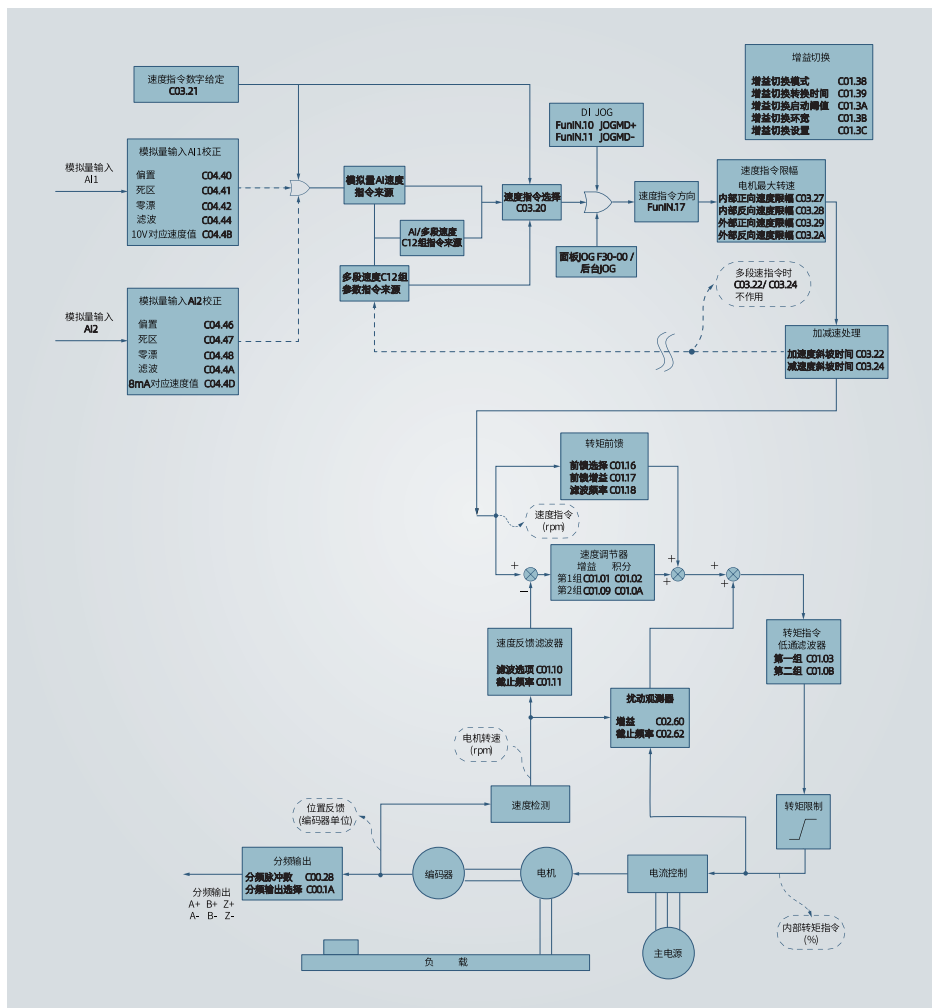 增益切换
增益切换模式 C01.38
增益切换转换时间 C01.39
增益切换启动阈值 C01.3A
增益切换环宽 C01.3B
增益切换设置 C01.3C
速度指令数字给定
C03.21
DI JOG
FunIN.10 JOGMD+
FunIN.11 JOGMD-
模拟量输入
AI1
模拟量输入AI1校正
偏置 C04.40
死区 C04.41
零漂 C04.42
滤波 C04.44
10V对应速度值 C04.4B
模拟量AI速度
指令来源
AI/多段速度
C12组指令来源
多段速度C12组
参数指令来源
速度指令选择
C03.20
面板JOG F30-00 /
后台JOG
速度指令方向
FunIN.17
速度指令限幅
电机最大转速
内部正向速度限幅 C03.27
内部反向速度限幅 C03.28
外部正向速度限幅 C03.29
外部反向速度限幅 C03.2A
模拟量输入
AI2
模拟量输入AI2校正
偏置 C04.46
死区 C04.47
零漂 C04.48
滤波 C04.4A
8mA对应速度值 C04.4D
多段速指令时
C03.22/ C03.24
不作用
加减速处理
加速度斜坡时间 C03.22
减速度斜坡时间 C03.24
转矩前馈
前馈选择 C01.16
前馈增益 C01.17
滤波频率 C01.18
速度指令
(rpm)
+
−
速度调节器
增益 积分
第1组 C01.01 C01.02
第2组 C01.09 C01.0A
+
+
+
+
转矩指令
低通滤波器
第一组 C01.03
第二组 C01.0B
速度反馈滤波器
滤波选项 C01.10
截止频率 C01.11
扰动观测器
增益 C02.60
截止频率 C02.62
电机转速
(rpm)
速度检测
转矩限制
位置反馈
(编码器单位)
分频输出
分频脉冲数 C00.28
分频输出选择 C00.1A
编码器
电机
电流控制
分频输出
A+ B+ Z+
A- B- Z-
内部转矩指令
(%)
主电源
负 载